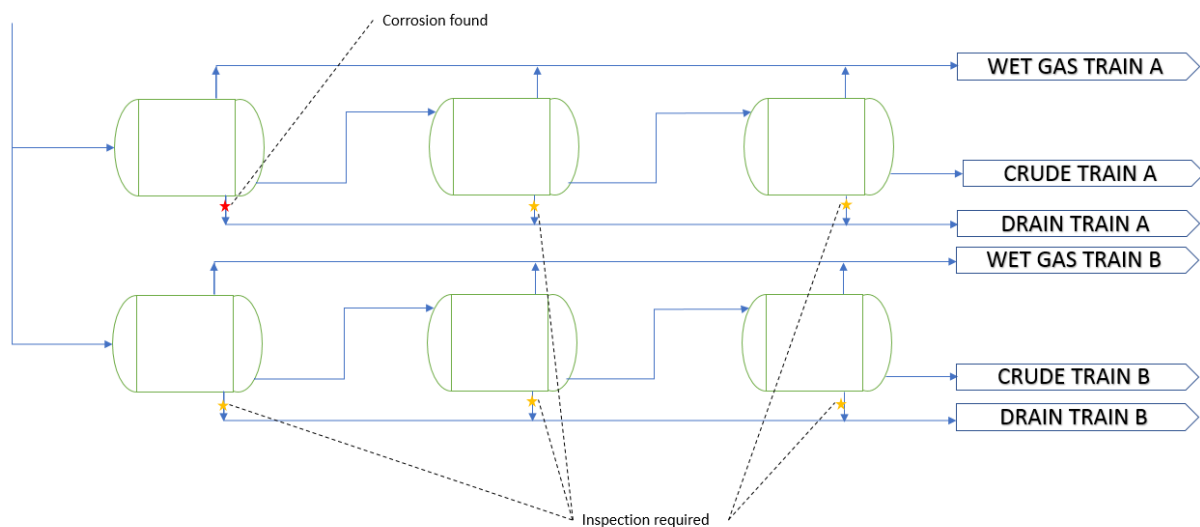 Corrosion found
WET GAS TRAIN A
CRUDE TRAIN A
DRAIN TRAIN A
WET GAS TRAIN B
CRUDE TRAIN B
DRAIN TRAIN B
Inspection required